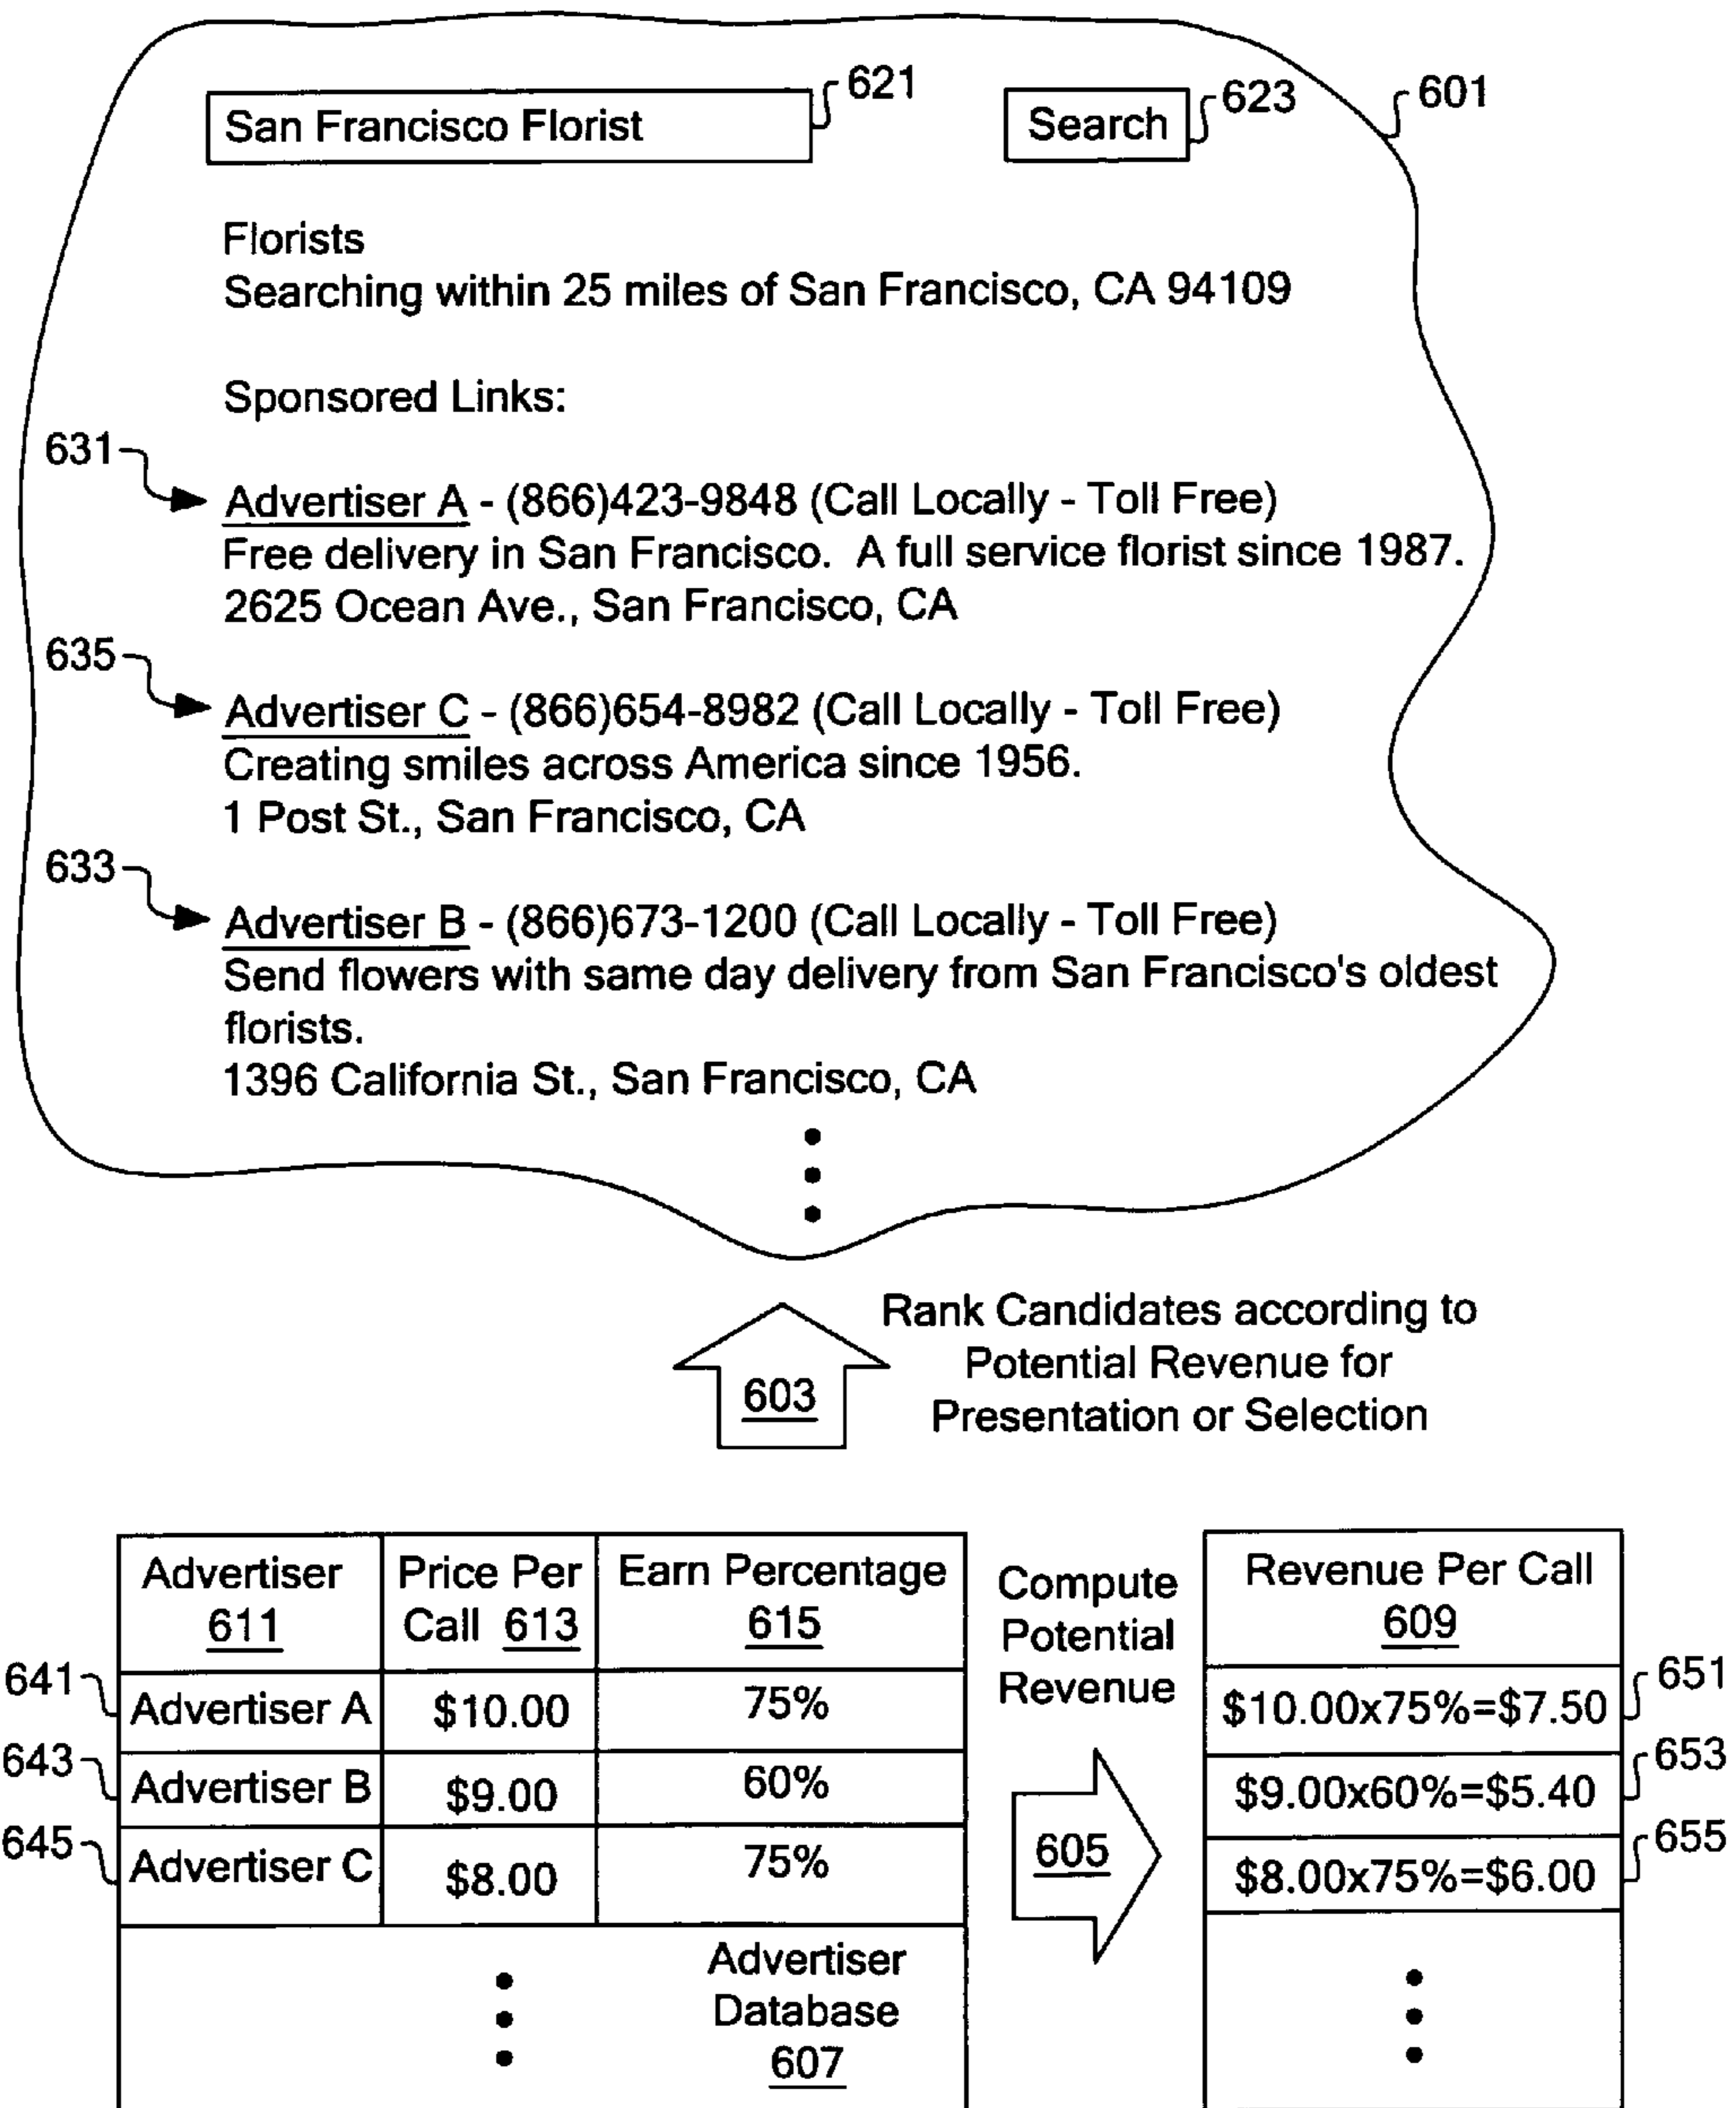 621
623
601
San Francisco Florist
Search
Florists
Searching within 25 miles of San Francisco, CA 94109
Sponsored Links:
631
Advertiser A - (866)423-9848 (Call Locally - Toll Free)
Free delivery in San Francisco. A full service florist since 1987.
2625 Ocean Ave., San Francisco, CA
635
Advertiser C - (866)654-8982 (Call Locally - Toll Free)
Creating smiles across America since 1956.
1 Post St., San Francisco, CA
633
Advertiser B - (866)673-1200 (Call Locally - Toll Free)
Send flowers with same day delivery from San Francisco's oldest
florists.
1396 California St., San Francisco, CA
Rank Candidates according to
Potential Revenue for
Presentation or Selection
603
Advertiser
611
Price Per
Call 613
Earn Percentage
615
Compute
Potential
Revenue
605
Revenue Per Call
609
641
Advertiser A
$10.00
75%
$10.00x75%=$7.50
651
643
Advertiser B
$9.00
60%
$9.00x60%=$5.40
653
645
Advertiser C
$8.00
75%
$8.00x75%=$6.00
655
Advertiser
Database
607